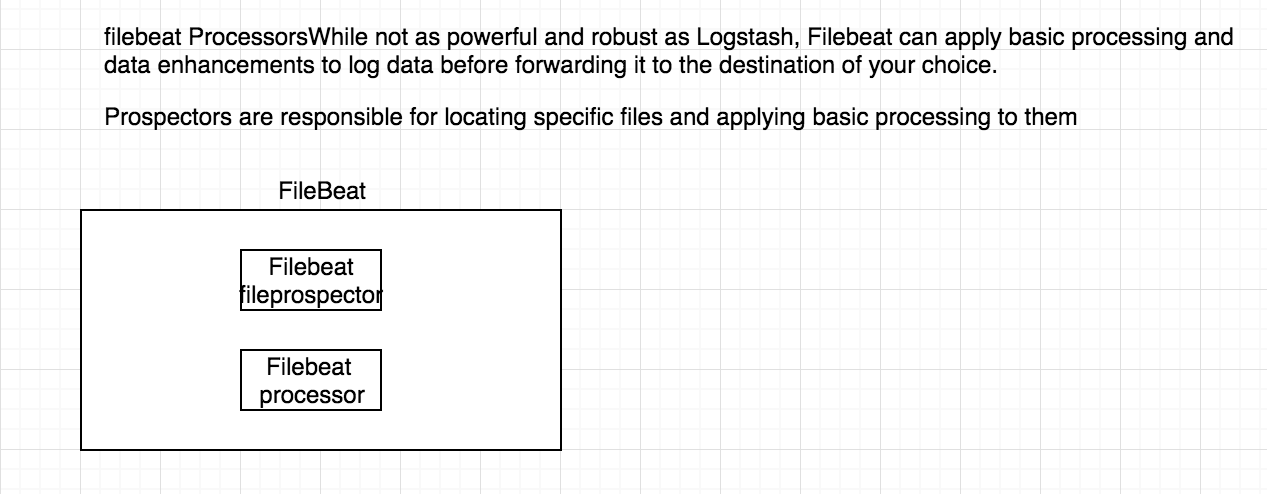 filebeat ProcessorsWhile not as powerful and robust as Logstash, Filebeat can apply basic processing and
data enhancements to log data before forwarding it to the destination of your choice.
Prospectors are responsible for locating specific files and applying basic processing to them
FileBeat
Filebeat
fileprospector
Filebeat
processor